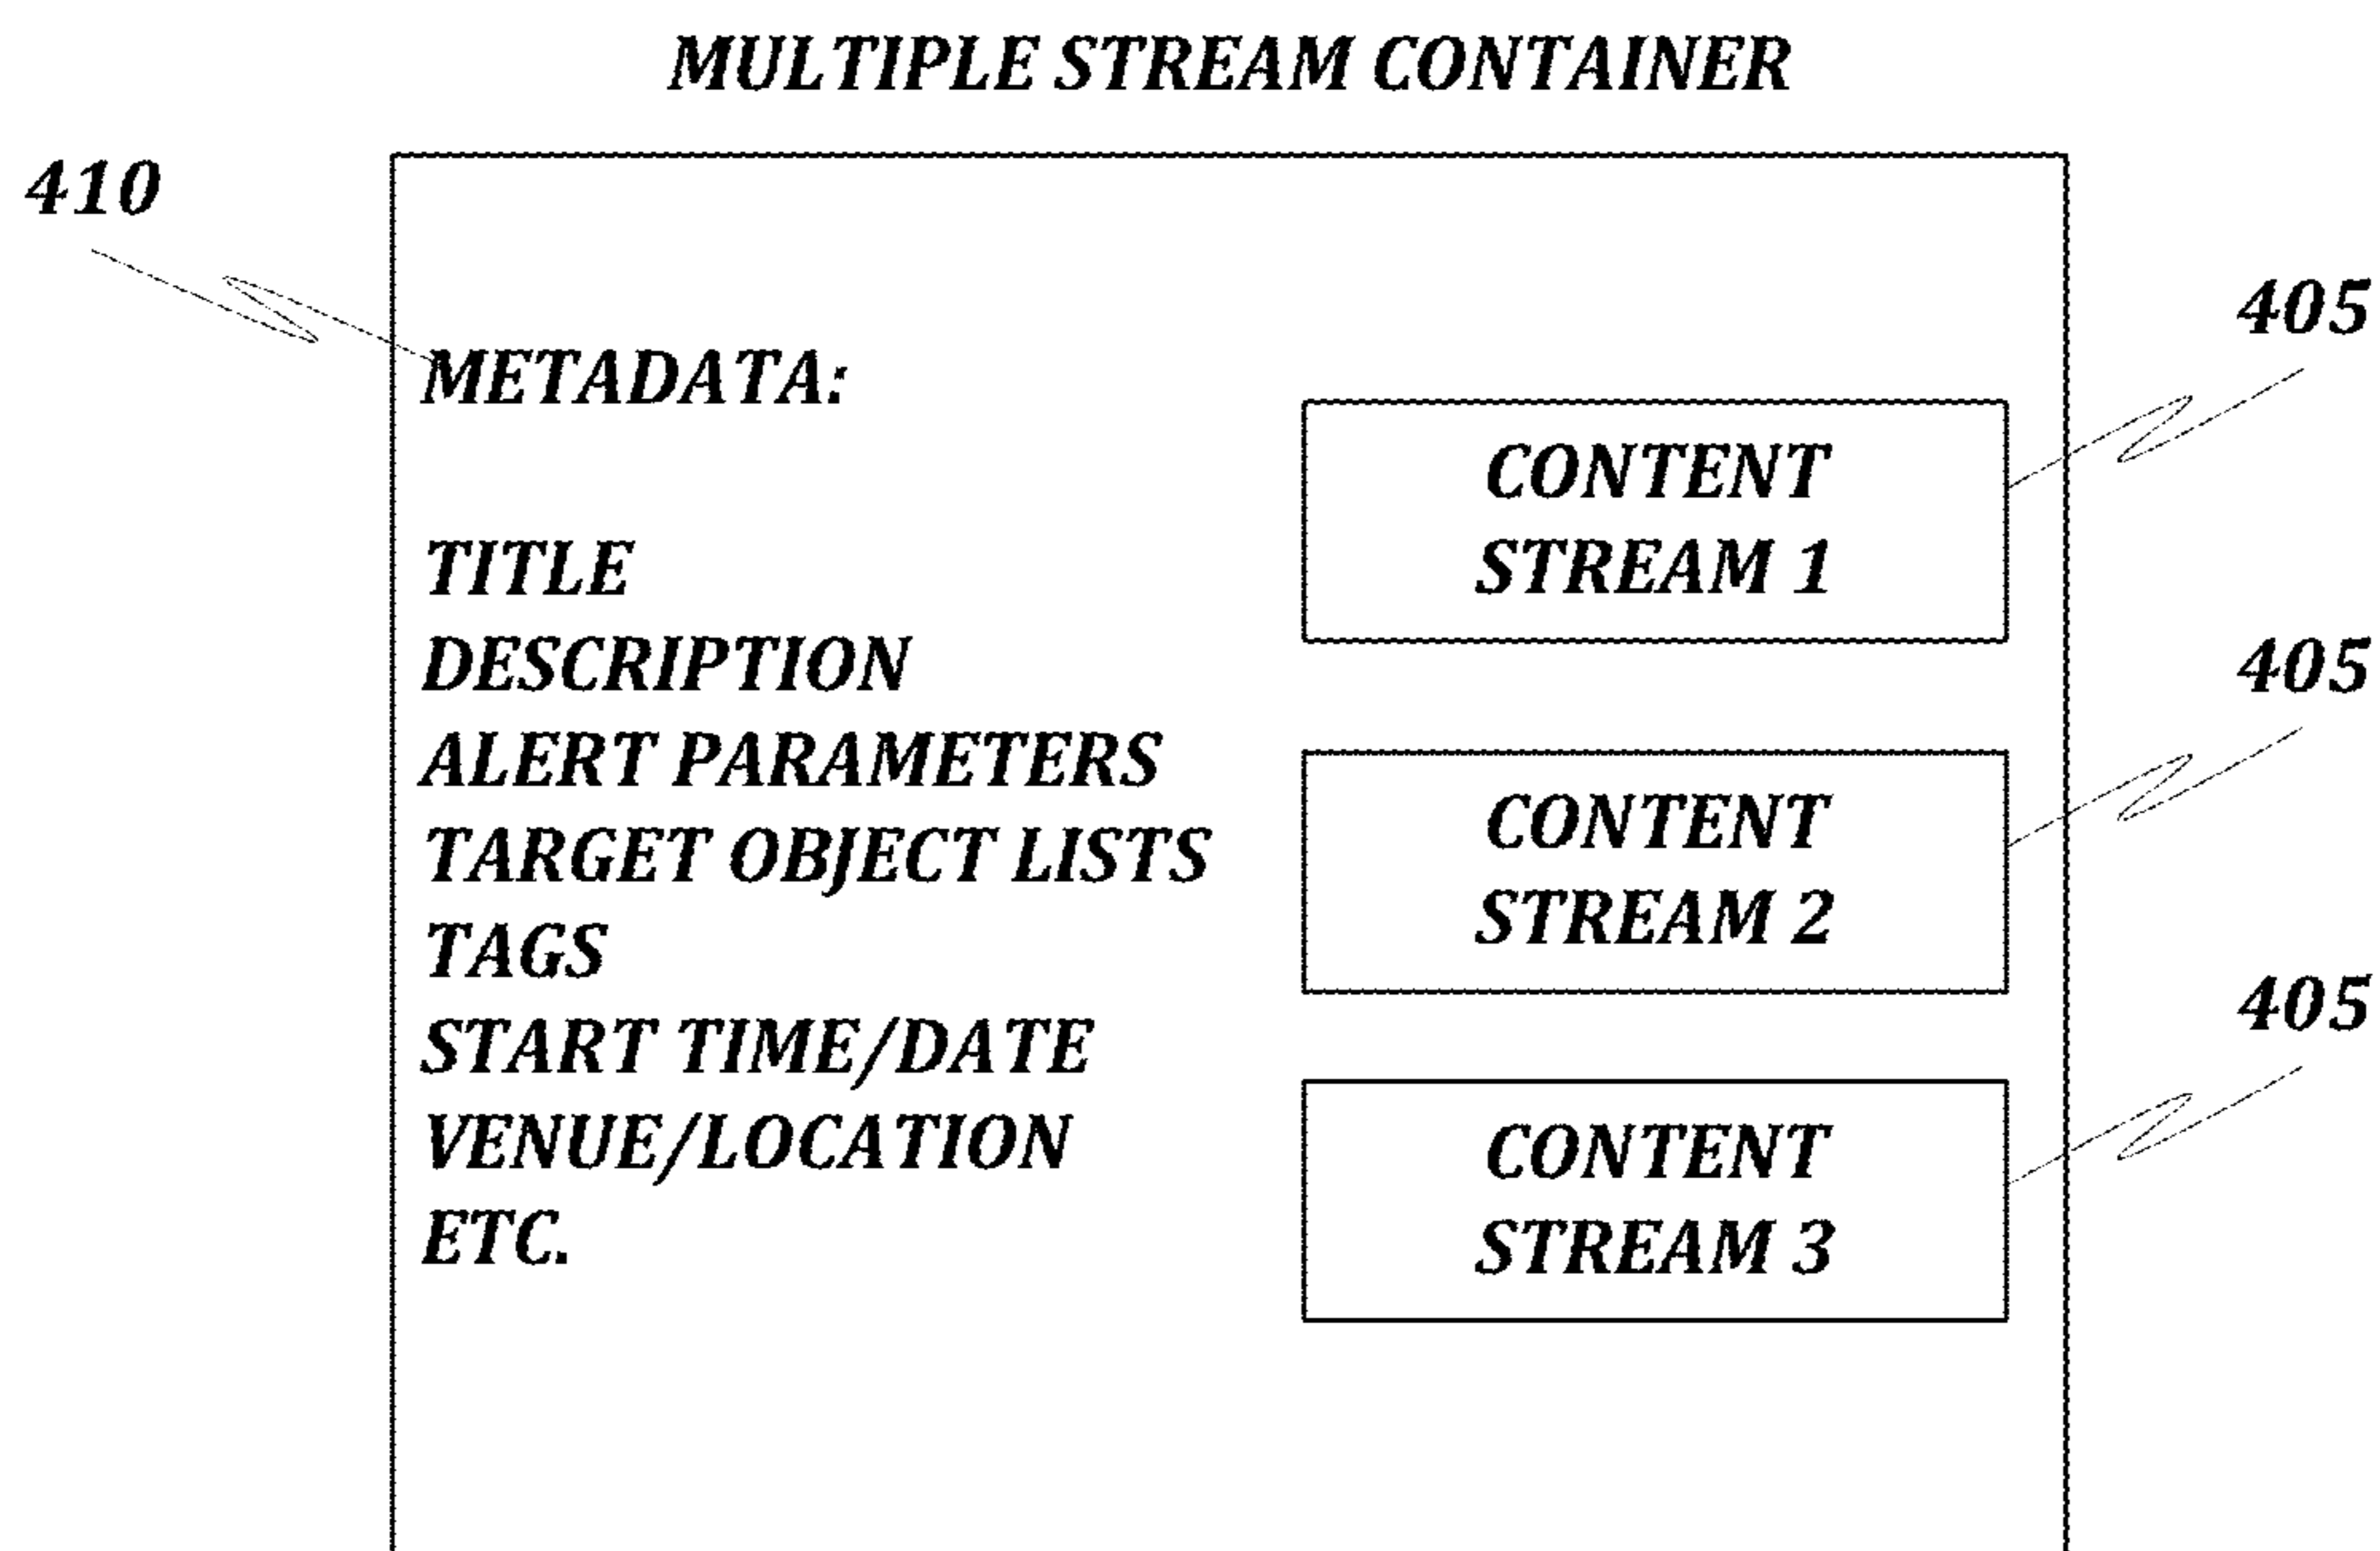 MULTIPLE STREAM CONTAINER
410
METADATA:
TITLE
DESCRIPTION
ALERT PARAMETERS
TARGET OBJECT LISTS
TAGS
START TIME/DATE
VENUE/LOCATION
ETC.
405
CONTENT
STREAM 1
405
CONTENT
STREAM 2
405
CONTENT
STREAM 3